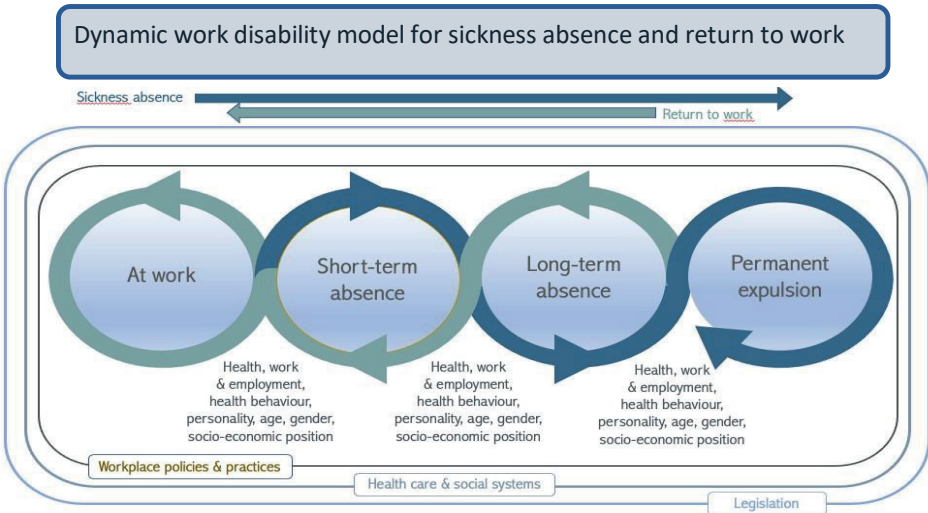 Dynamic work disability model for sickness absence and return to work
Sickness absence
Return to work
At work
Short-term
absence
Long-term
absence
Permanent
expulsion
Health, work
& employment,
health behaviour,
personality, age, gender,
socio-economic position
Health, work
& employment,
health behaviour,
personality, age, gender,
socio-economic position
Health, work
& employment,
health behaviour,
personality, age, gender,
socio-economic position
Workplace policies & practices
Health care & social systems
Legislation